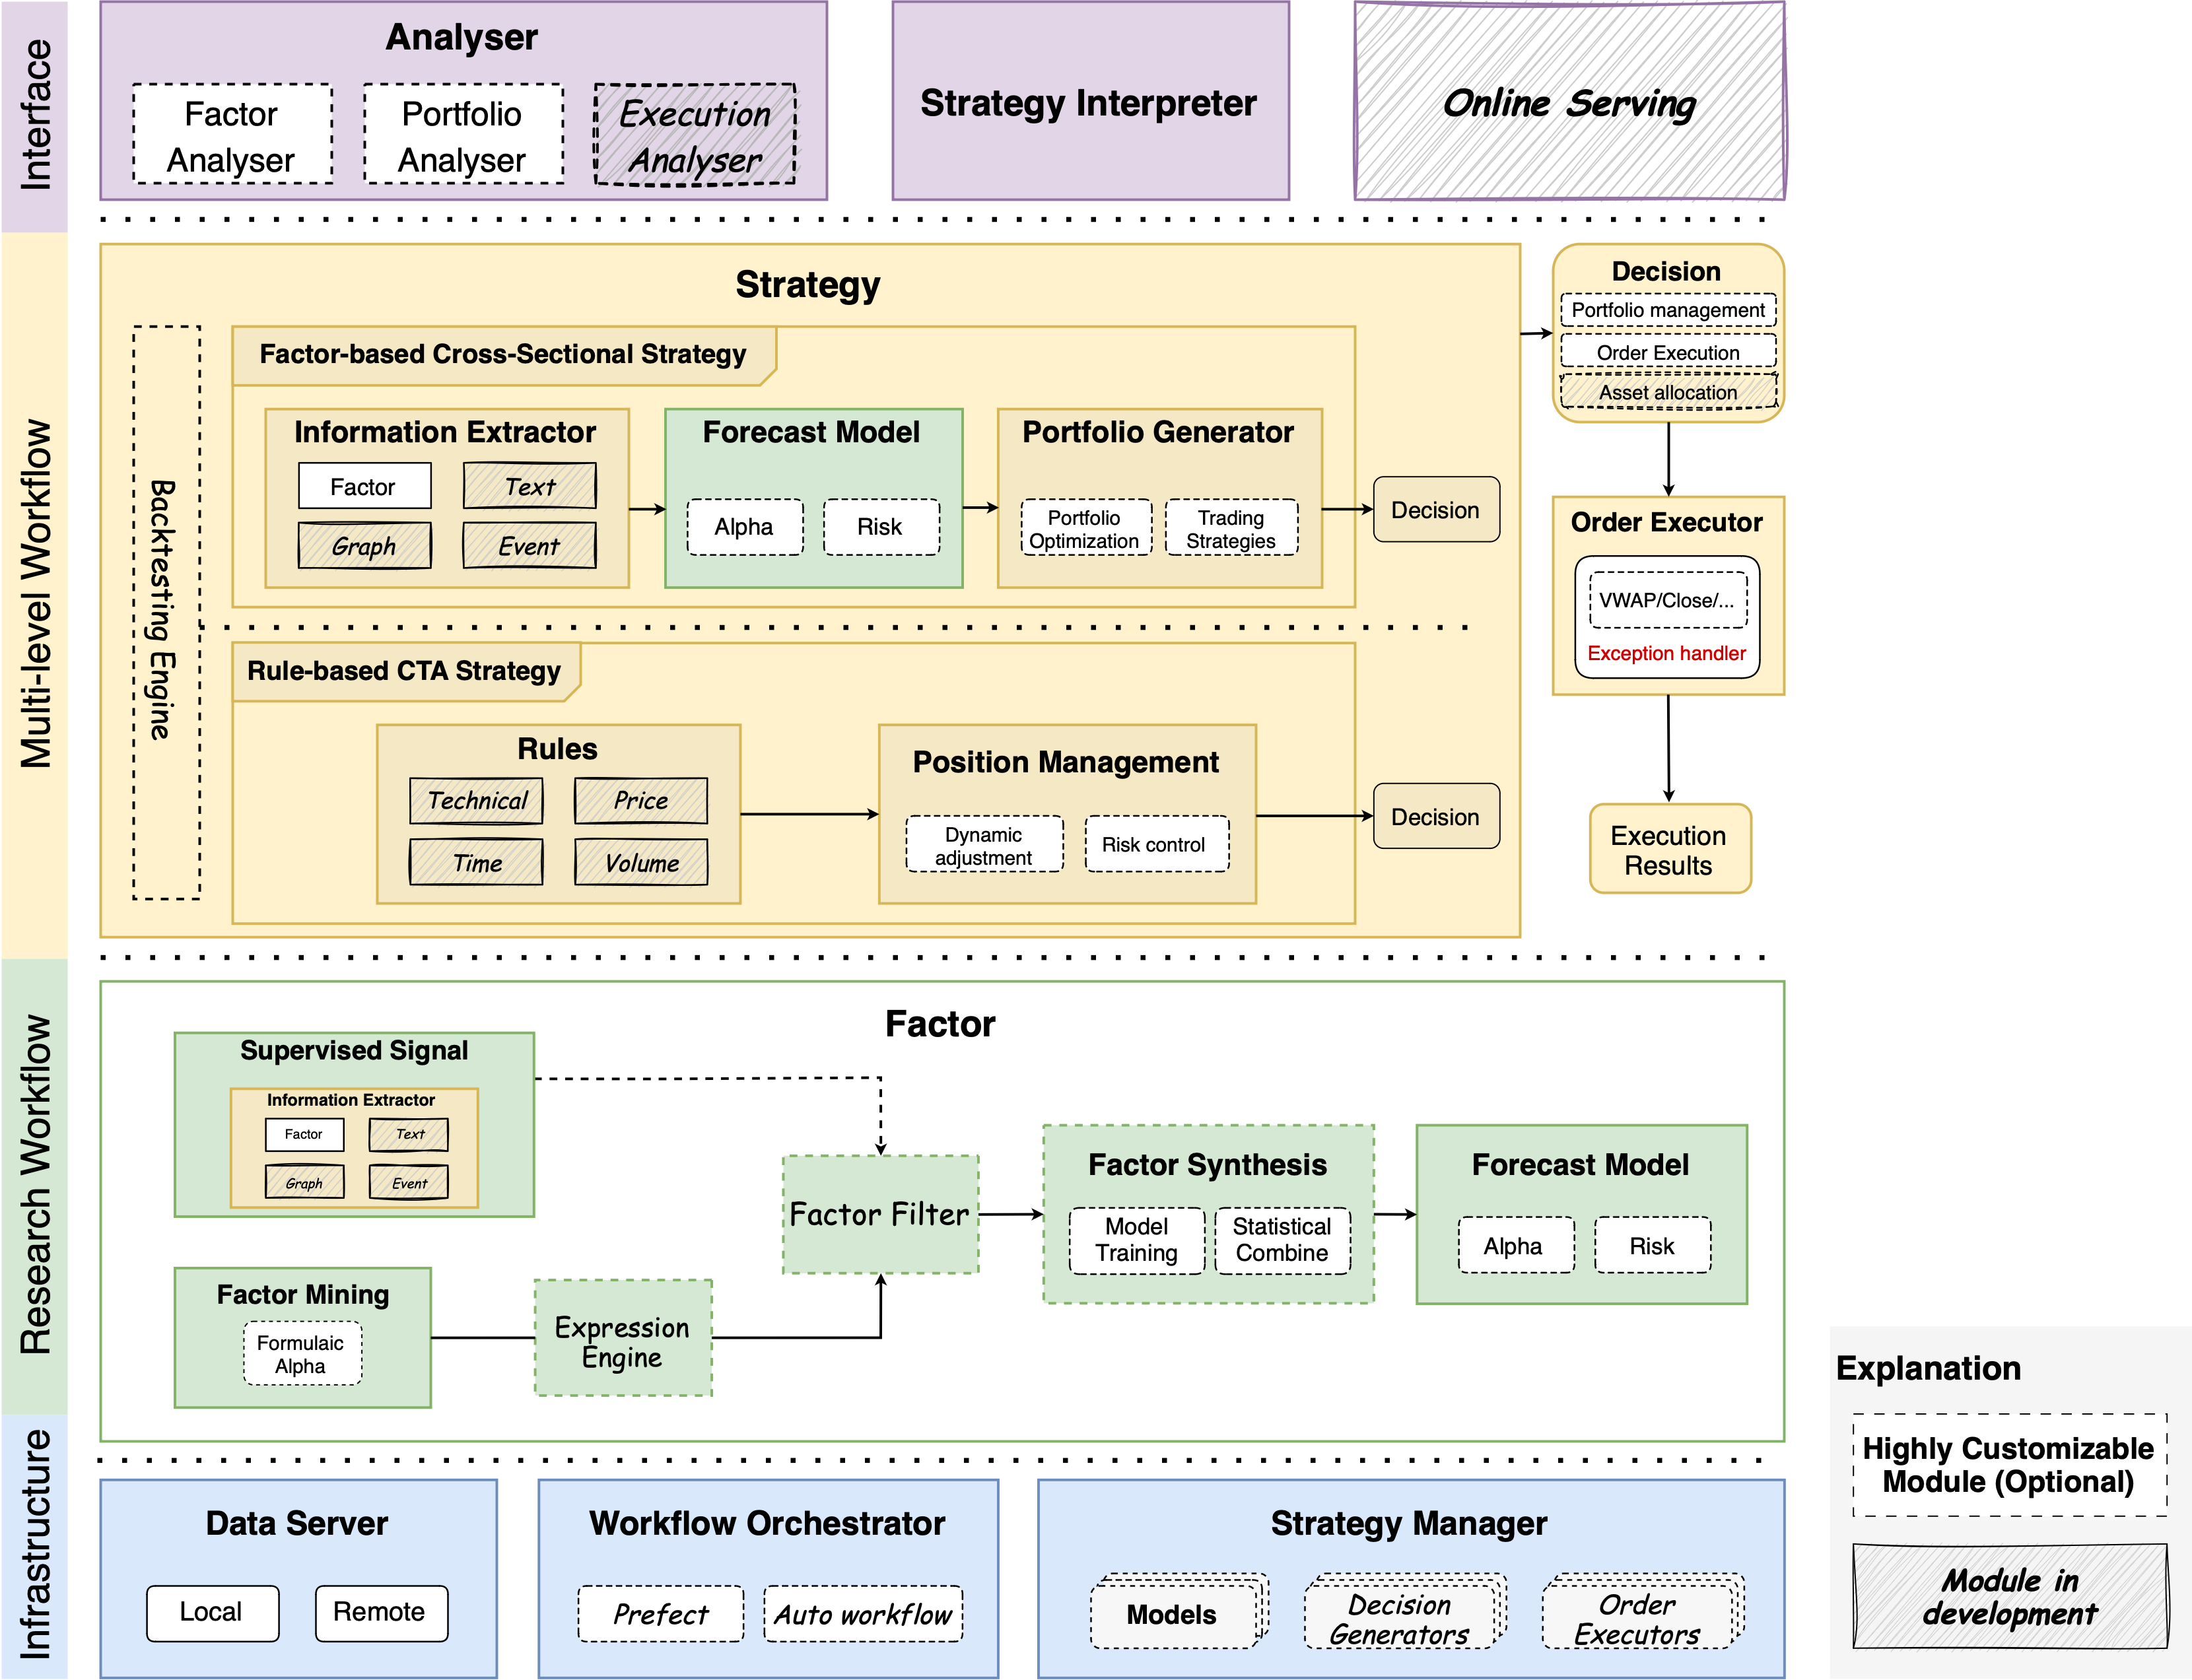 Interface
Analyser
Factor
Analyser
Portfolio
Analyser
Execution
Analyser
Strategy Interpreter
Online Serving
Multi-level Workflow
Strategy
Backtesting Engine
Factor-based Cross-Sectional Strategy
Information Extractor
Factor
Text
Graph
Event
Forecast Model
Alpha
Risk
Portfolio Generator
Portfolio
Optimization
Trading
Strategies
Decision
Rule-based CTA Strategy
Rules
Technical
Price
Time
Volume
Position Management
Dynamic
adjustment
Risk control
Decision
Decision
Portfolio management
Order Execution
Asset allocation
Order Executor
VWAP/Close/...
Exception handler
Execution
Results
Research Workflow
Factor
Supervised Signal
Information Extractor
Factor
Text
Graph
Event
Factor Mining
Formulaic
Alpha
Expression
Engine
Factor Filter
Factor Synthesis
Model
Training
Statistical
Combine
Forecast Model
Alpha
Risk
Infrastructure
Data Server
Local
Remote
Workflow Orchestrator
Prefect
Auto workflow
Strategy Manager
Models
Decision
Generators
Order
Executors
Explanation
Highly Customizable
Module (Optional)
Module in
development